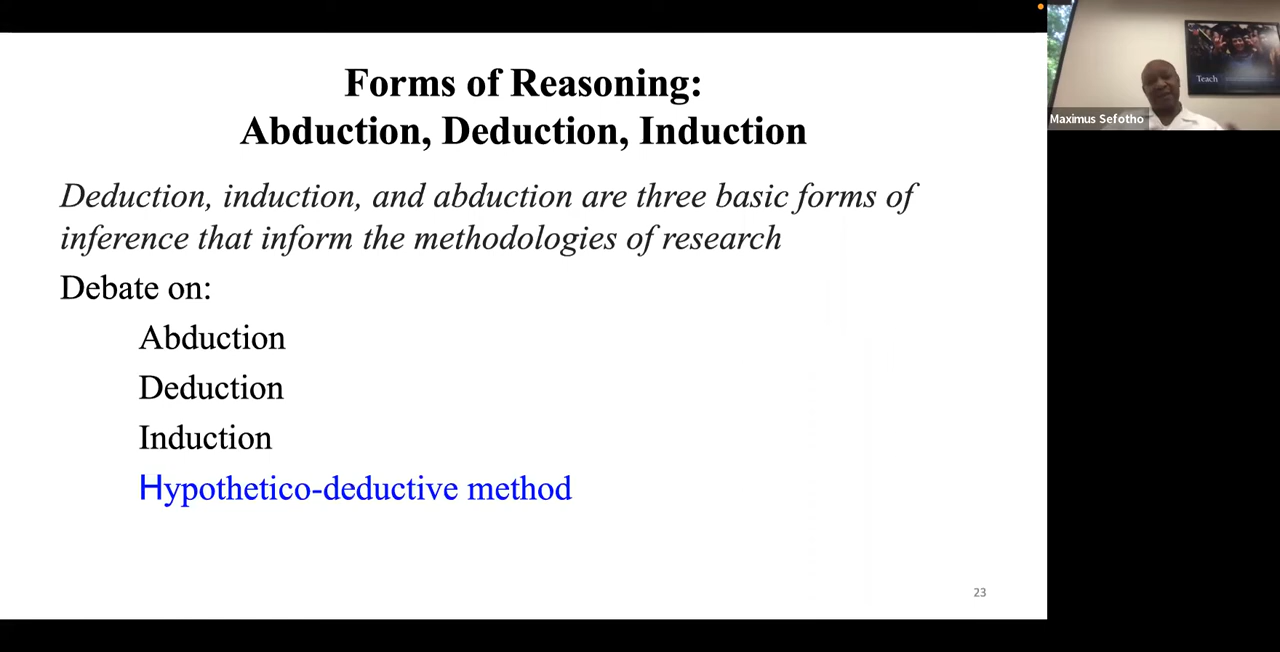 Forms of Reasoning:
Abduction, Deduction, Induction
Deduction, induction, and abduction are three basic forms of
inference that inform the methodologies of research
Debate on:
Abduction
Deduction
Induction
Hypothetico-deductive method
23
Teach
Maximus Sefotho